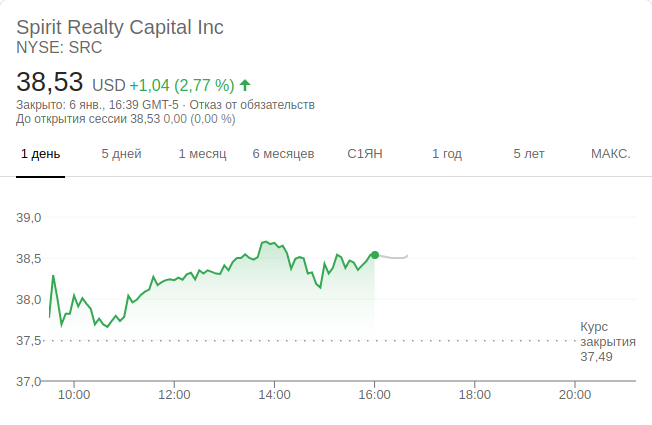 Spirit Realty Capital Inc
NYSE: SRC
38,53 USD +1,04 (2,77 %)
Закрыто: 6 янв., 16:39 GMT-5 · Отказ от обязательств
До открытия сессии 38,53 0,00 (0,00 %)
1 день 5 дней 1 месяц 6 месяцев С1ЯН 1 год 5 лет МАКС.
39,0
38,5
38,0
37,5
37,0
Курс
закрытия
37,49
10:00 12:00 14:00 16:00 18:00 20:00